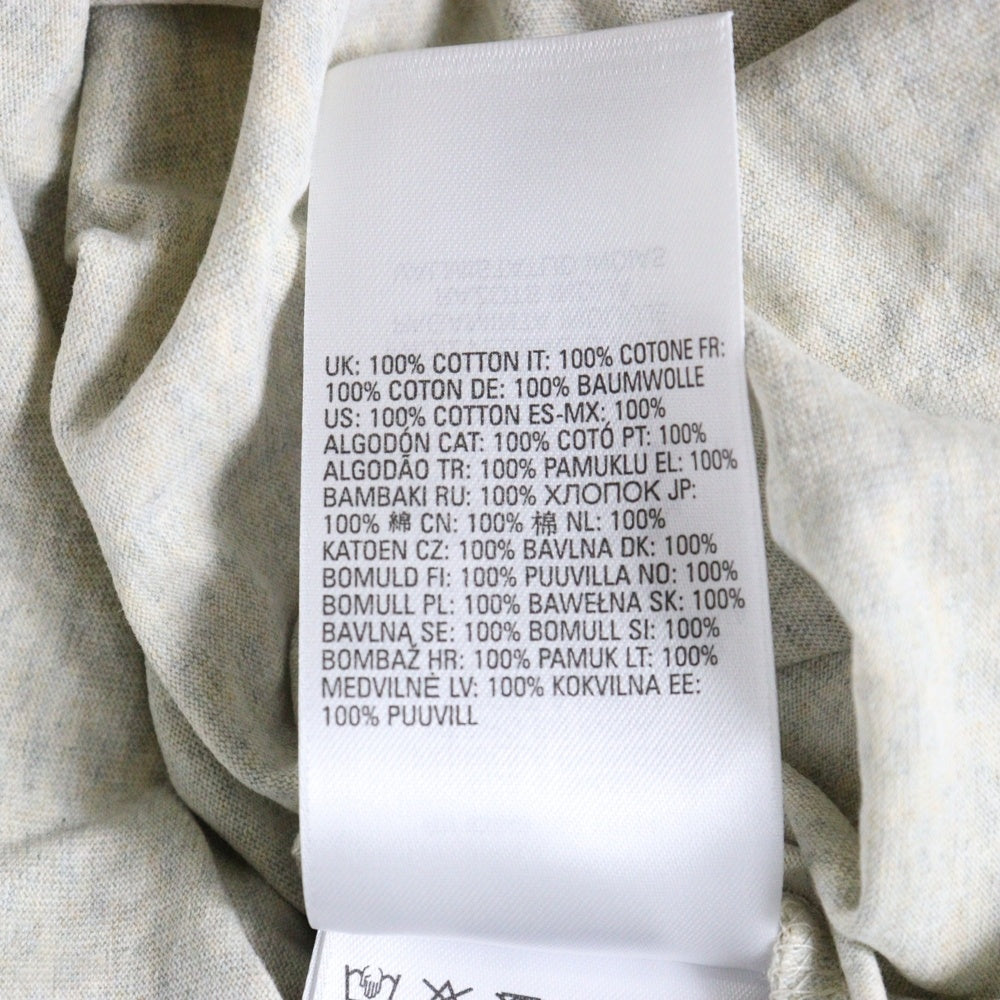 UK: 100% COTTON IT: 100% COTONE FR:
100% COTON DE: 100% BAUMWOLLE
US: 100% COTTON ES-MX: 100%
ALGODÓN CAT: 100% COTÓ PT: 100%
ALGODÃO TR: 100% PAMUKLU EL: 100%
BAMBAKI RU: 100% ХЛОПОК JP:
100% 綿 CN: 100% 棉 NL: 100%
KATOEN CZ: 100% BAVLNA DK: 100%
BOMULD FI: 100% PUUVILLA NO: 100%
BOMULL PL: 100% BAWEŁNA SK: 100%
BAVLNĄ SE: 100% BOMULL SI: 100%
BOMBAŽ HR: 100% PAMUK LT: 100%
MEDVILNĖ LV: 100% KOKVILNA EE:
100% PUUVILL